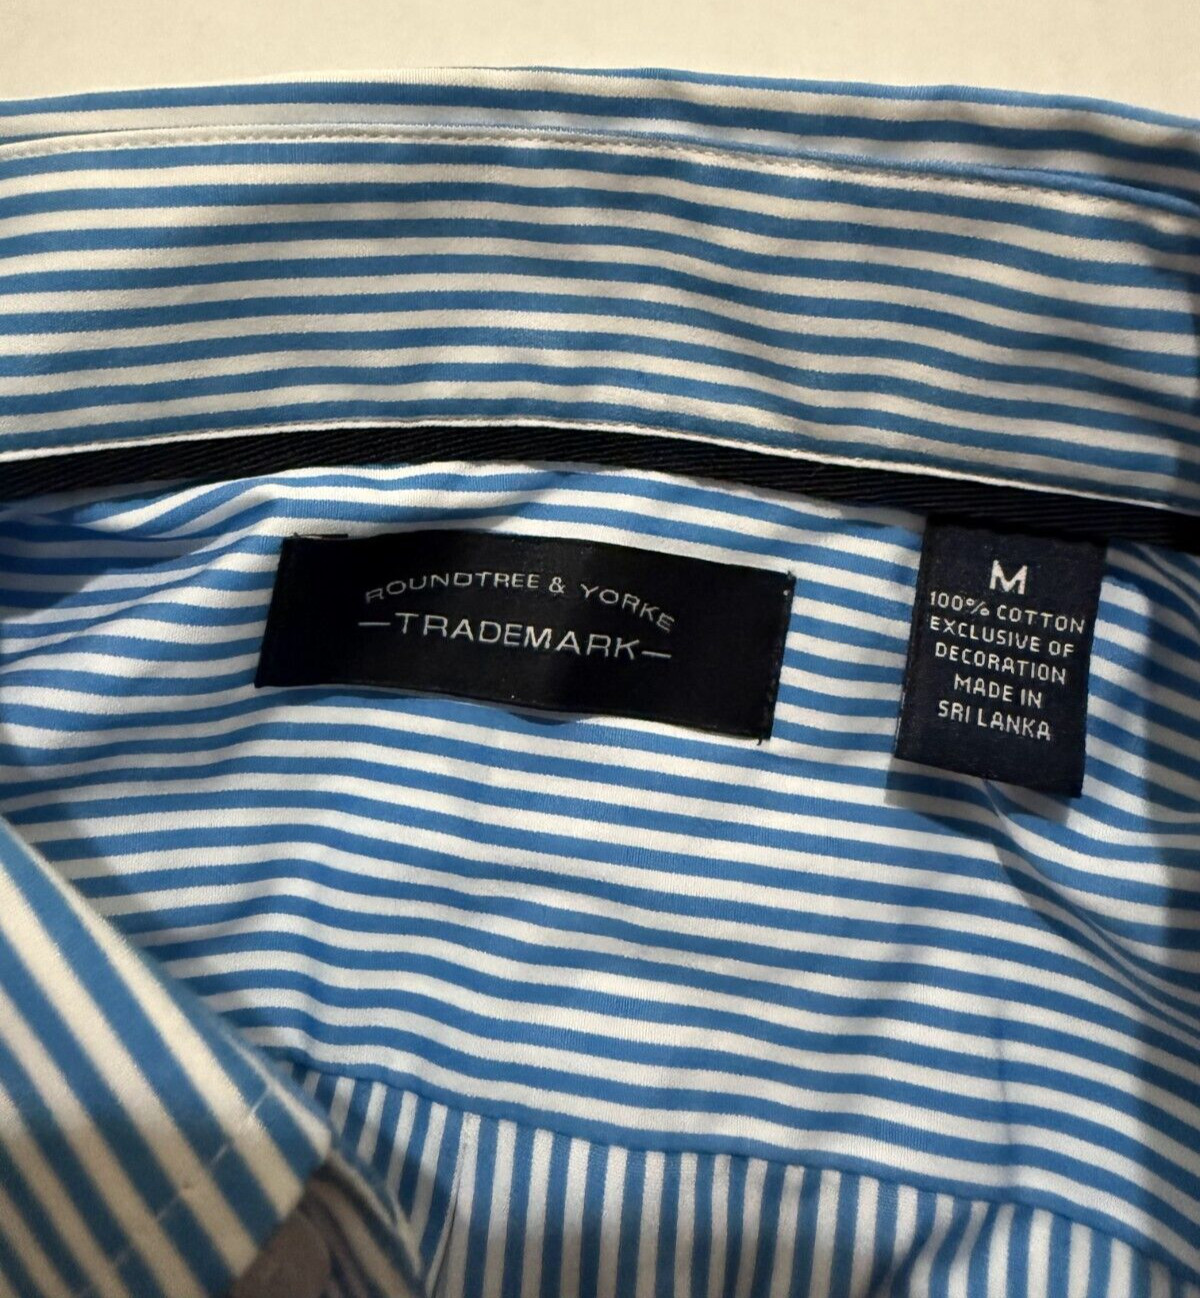 ROUNDTREE & YORKE
—TRADEMARK—
M
100% COTTON
EXCLUSIVE OF
DECORATION
MADE IN
SRI LANKA